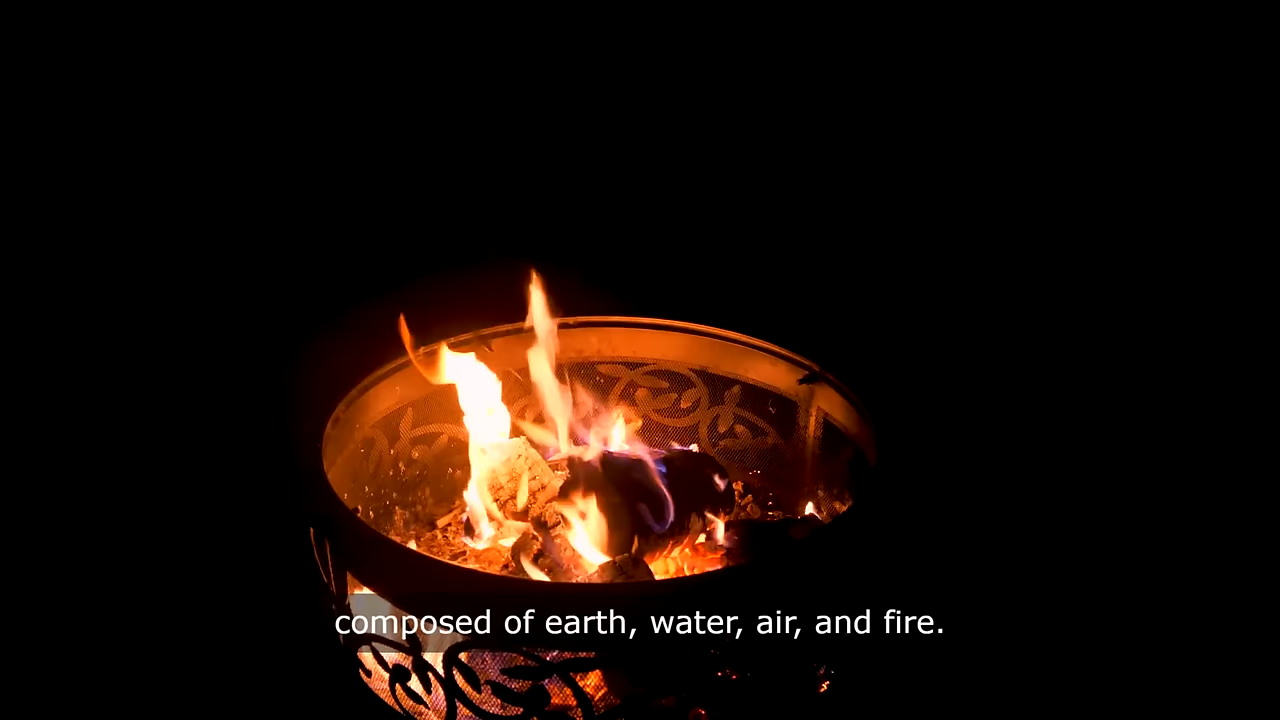 composed of earth, water, air, and fire.